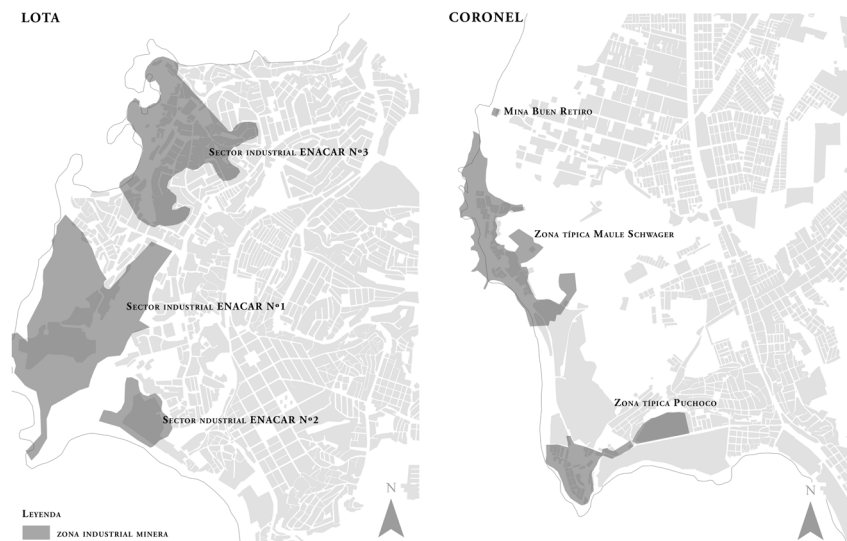 LOTA
Sector industrial ENACAR Nº3
Sector industrial ENACAR Nº1
Sector ndustrial ENACAR Nº2
N
Leyenda
zona industrial minera
CORONEL
Mina Buen Retiro
Zona típica Maule Schwager
Zona típica Puchoco
N